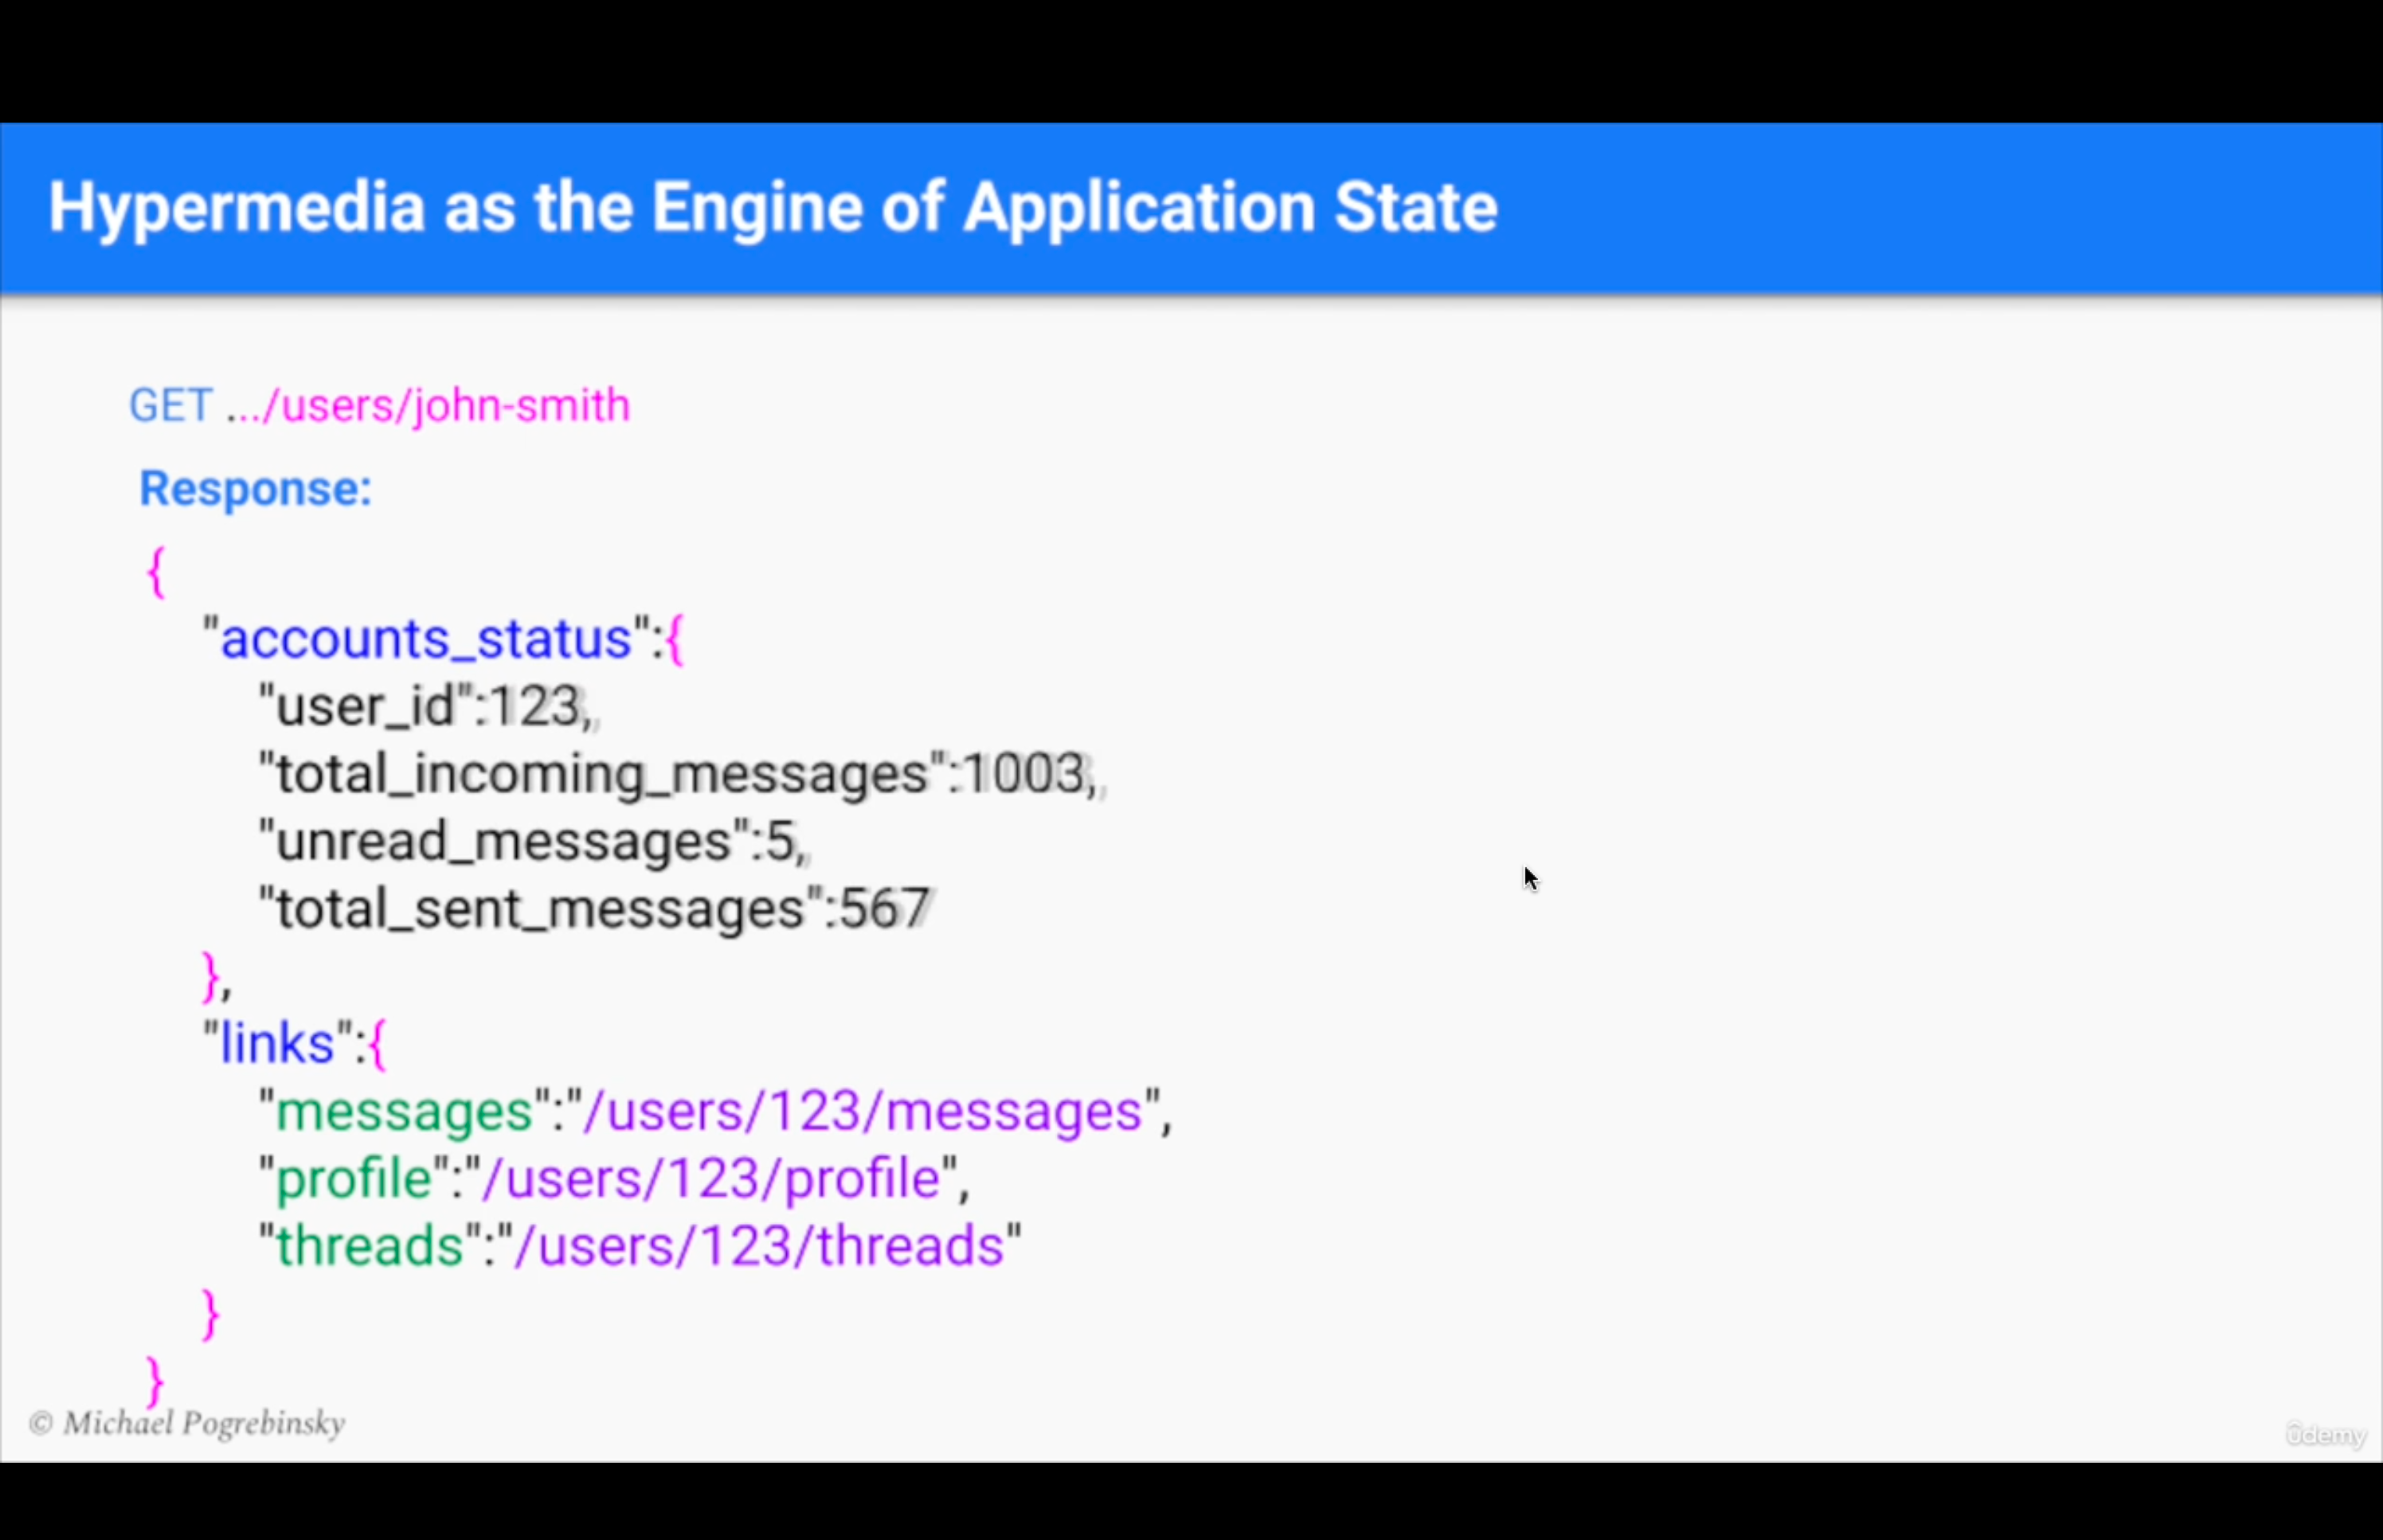 Hypermedia as the Engine of Application State
GET .../users/john-smith
Response:
{
"accounts_status":{
"user_id":123,
"total_incoming_messages":1003,
"unread_messages":5,
"total_sent_messages":567
},
"links":{
"messages":"/users/123/messages",
"profile":"/users/123/profile",
"threads":"/users/123/threads"
}
}
© Michael Pogrebinsky
ûdemy